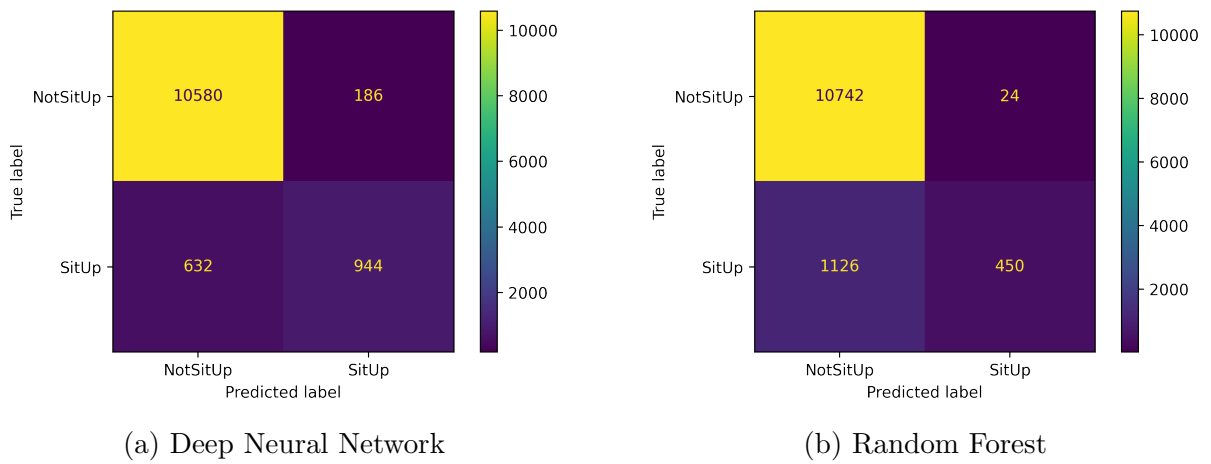 NotSitUp
SitUp
True label
10580
186
632
944
NotSitUp
SitUp
Predicted label
10000
8000
6000
4000
2000
(a) Deep Neural Network
NotSitUp
SitUp
True label
10742
24
1126
450
NotSitUp
SitUp
Predicted label
10000
8000
6000
4000
2000
(b) Random Forest